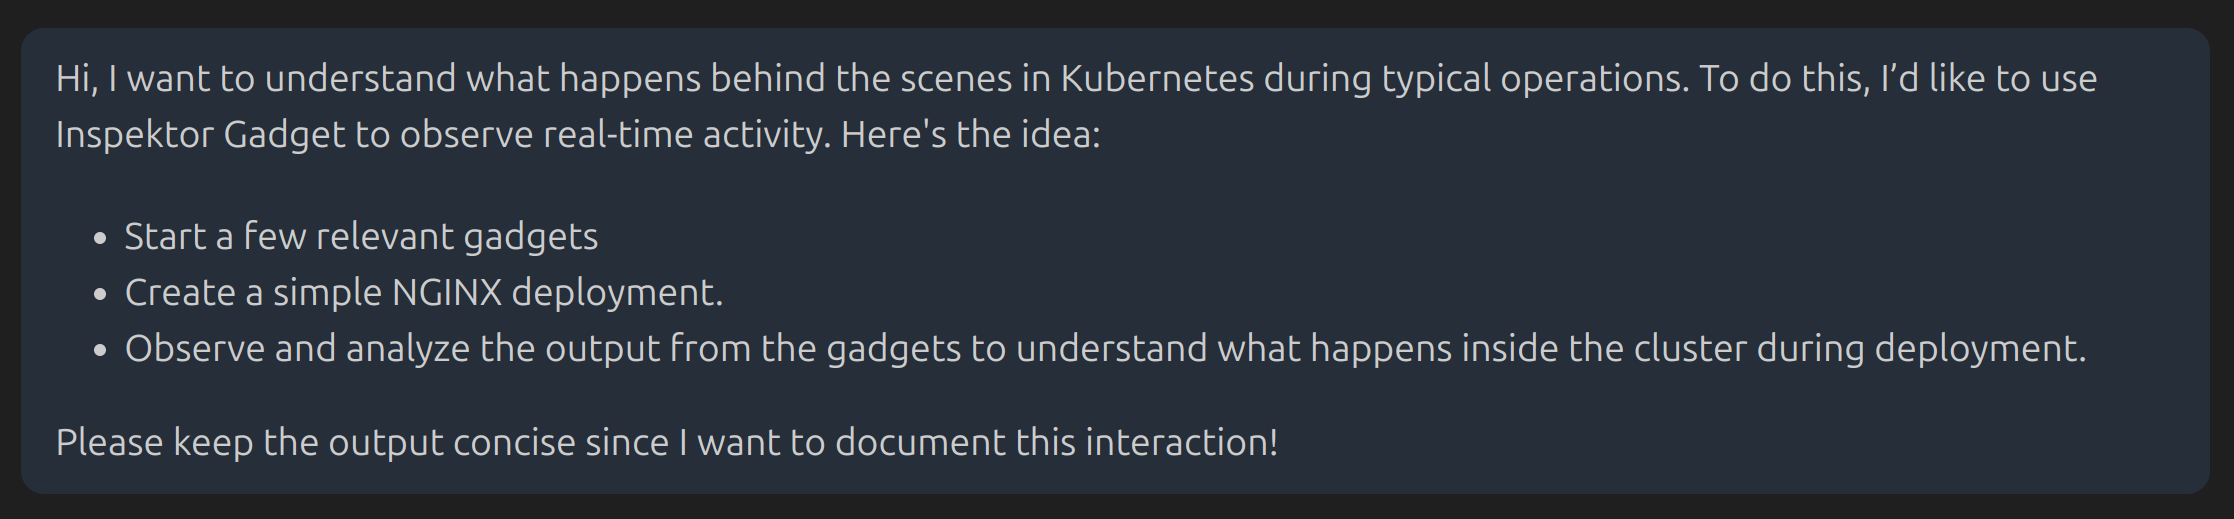 Hi, I want to understand what happens behind the scenes in Kubernetes during typical operations. To do this, I’d like to use
Inspektor Gadget to observe real-time activity. Here's the idea:
• Start a few relevant gadgets
• Create a simple NGINX deployment.
• Observe and analyze the output from the gadgets to understand what happens inside the cluster during deployment.
Please keep the output concise since I want to document this interaction!